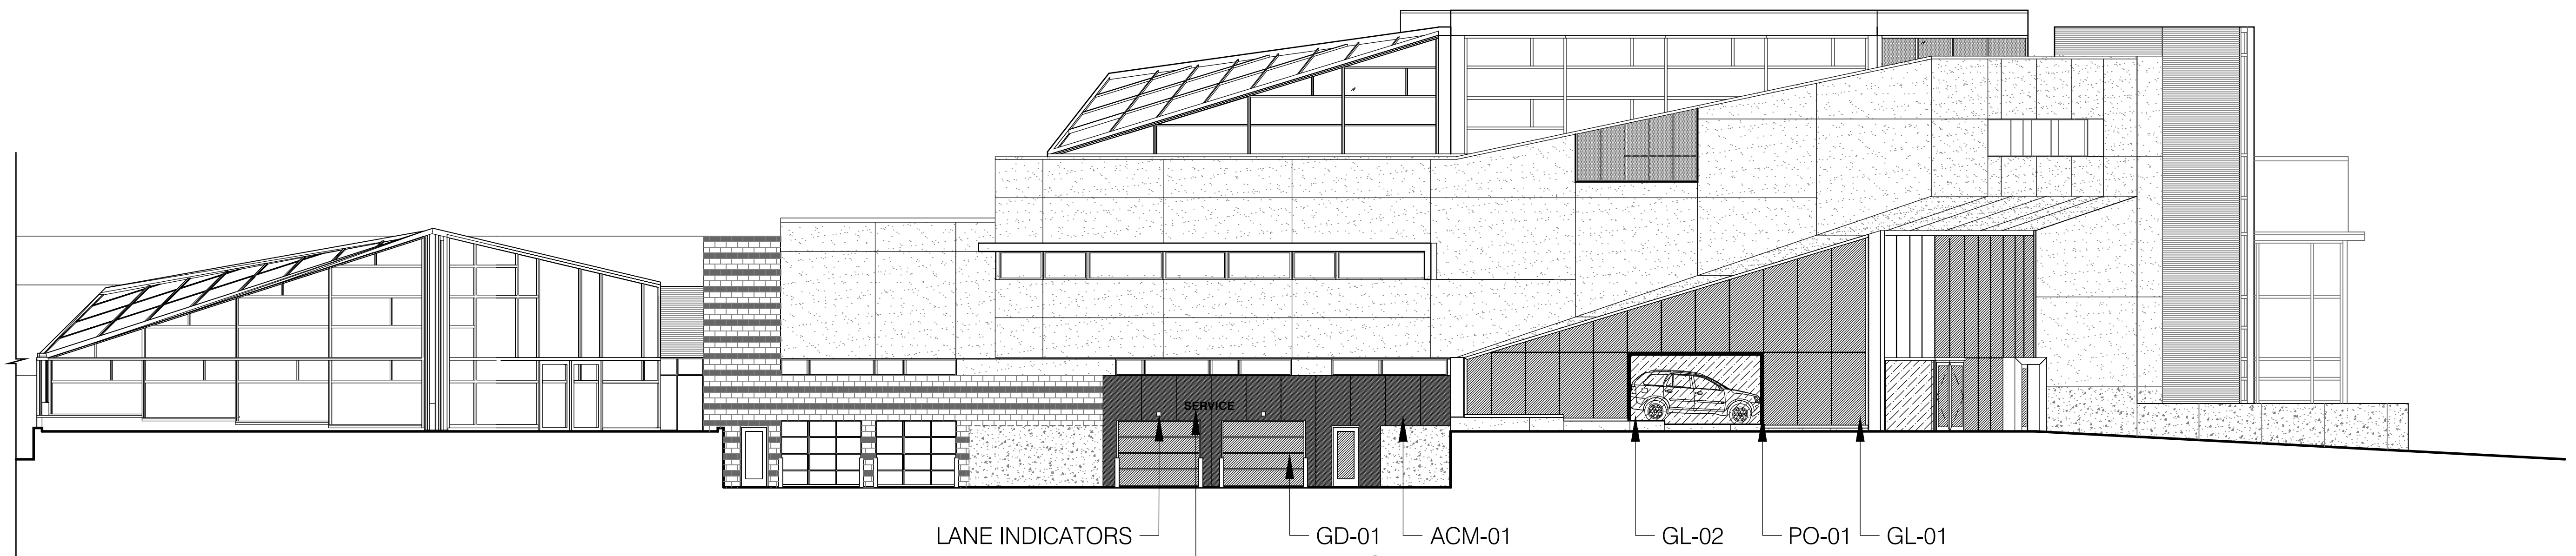 SERVICE
LANE INDICATORS
GD-01
ACM-01
GL-02
PO-01
GL-01